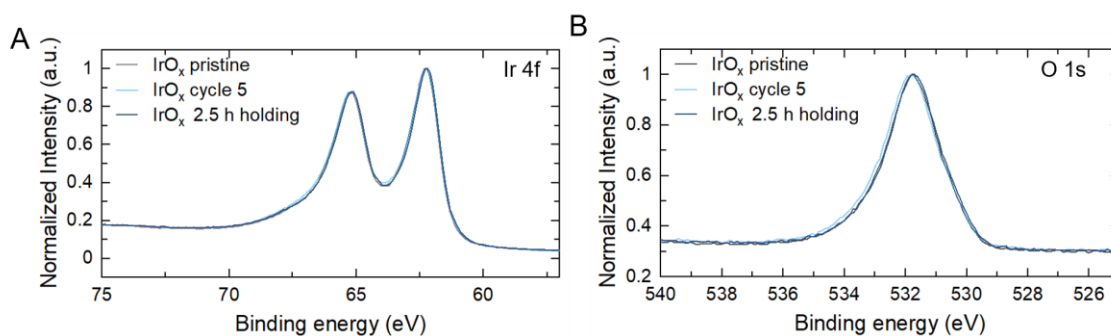 A
Normalized Intensity (a.u.)
1
0.8
0.6
0.4
0.2
0
IrOₓ pristine
IrOₓ cycle 5
IrOₓ 2.5 h holding
Ir 4f
75 70 65 60
Binding energy (eV)
B
Normalized Intensity (a.u.)
1
0.8
0.6
0.4
0.2
IrOₓ pristine
IrOₓ cycle 5
IrOₓ 2.5 h holding
O 1s
540 538 536 534 532 530 528 526
Binding energy (eV)